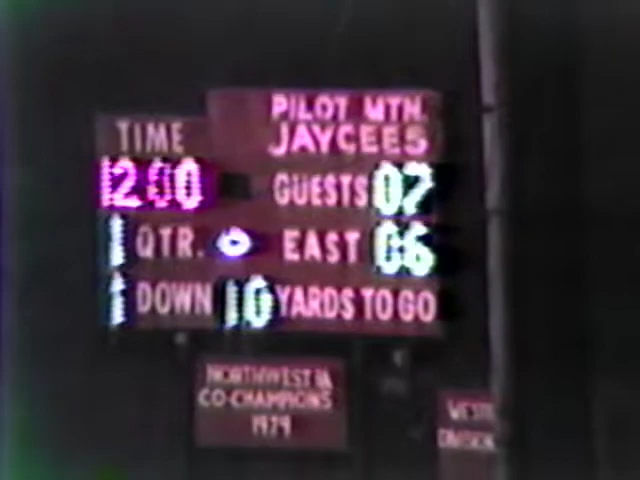 PILOT MTN.
JAYCEES
TIME
12 00 GUESTS 07
1 QTR. EAST 06
1 DOWN 10 YARDS TO GO
NORTHWEST 1A
CO-CHAMPIONS
1979
DIVISION